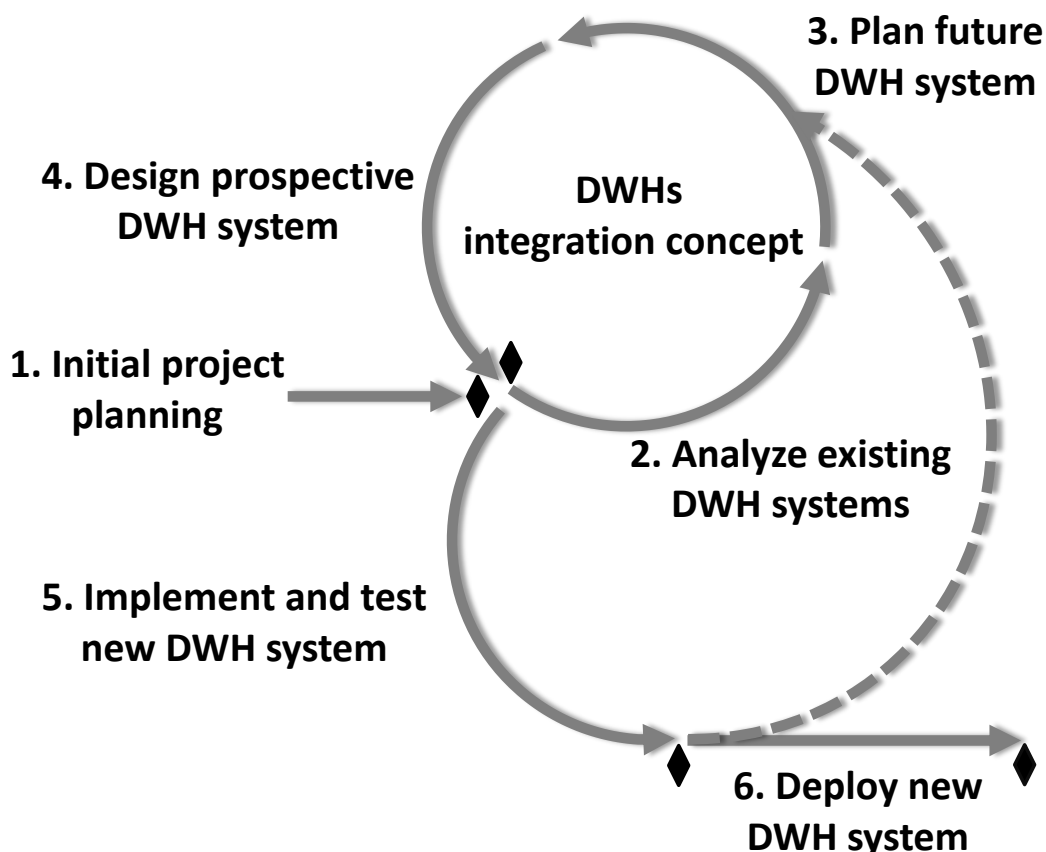 3. Plan future
DWH system
4. Design prospective
DWH system
DWHs
integration concept
1. Initial project
planning
2. Analyze existing
DWH systems
5. Implement and test
new DWH system
6. Deploy new
DWH system